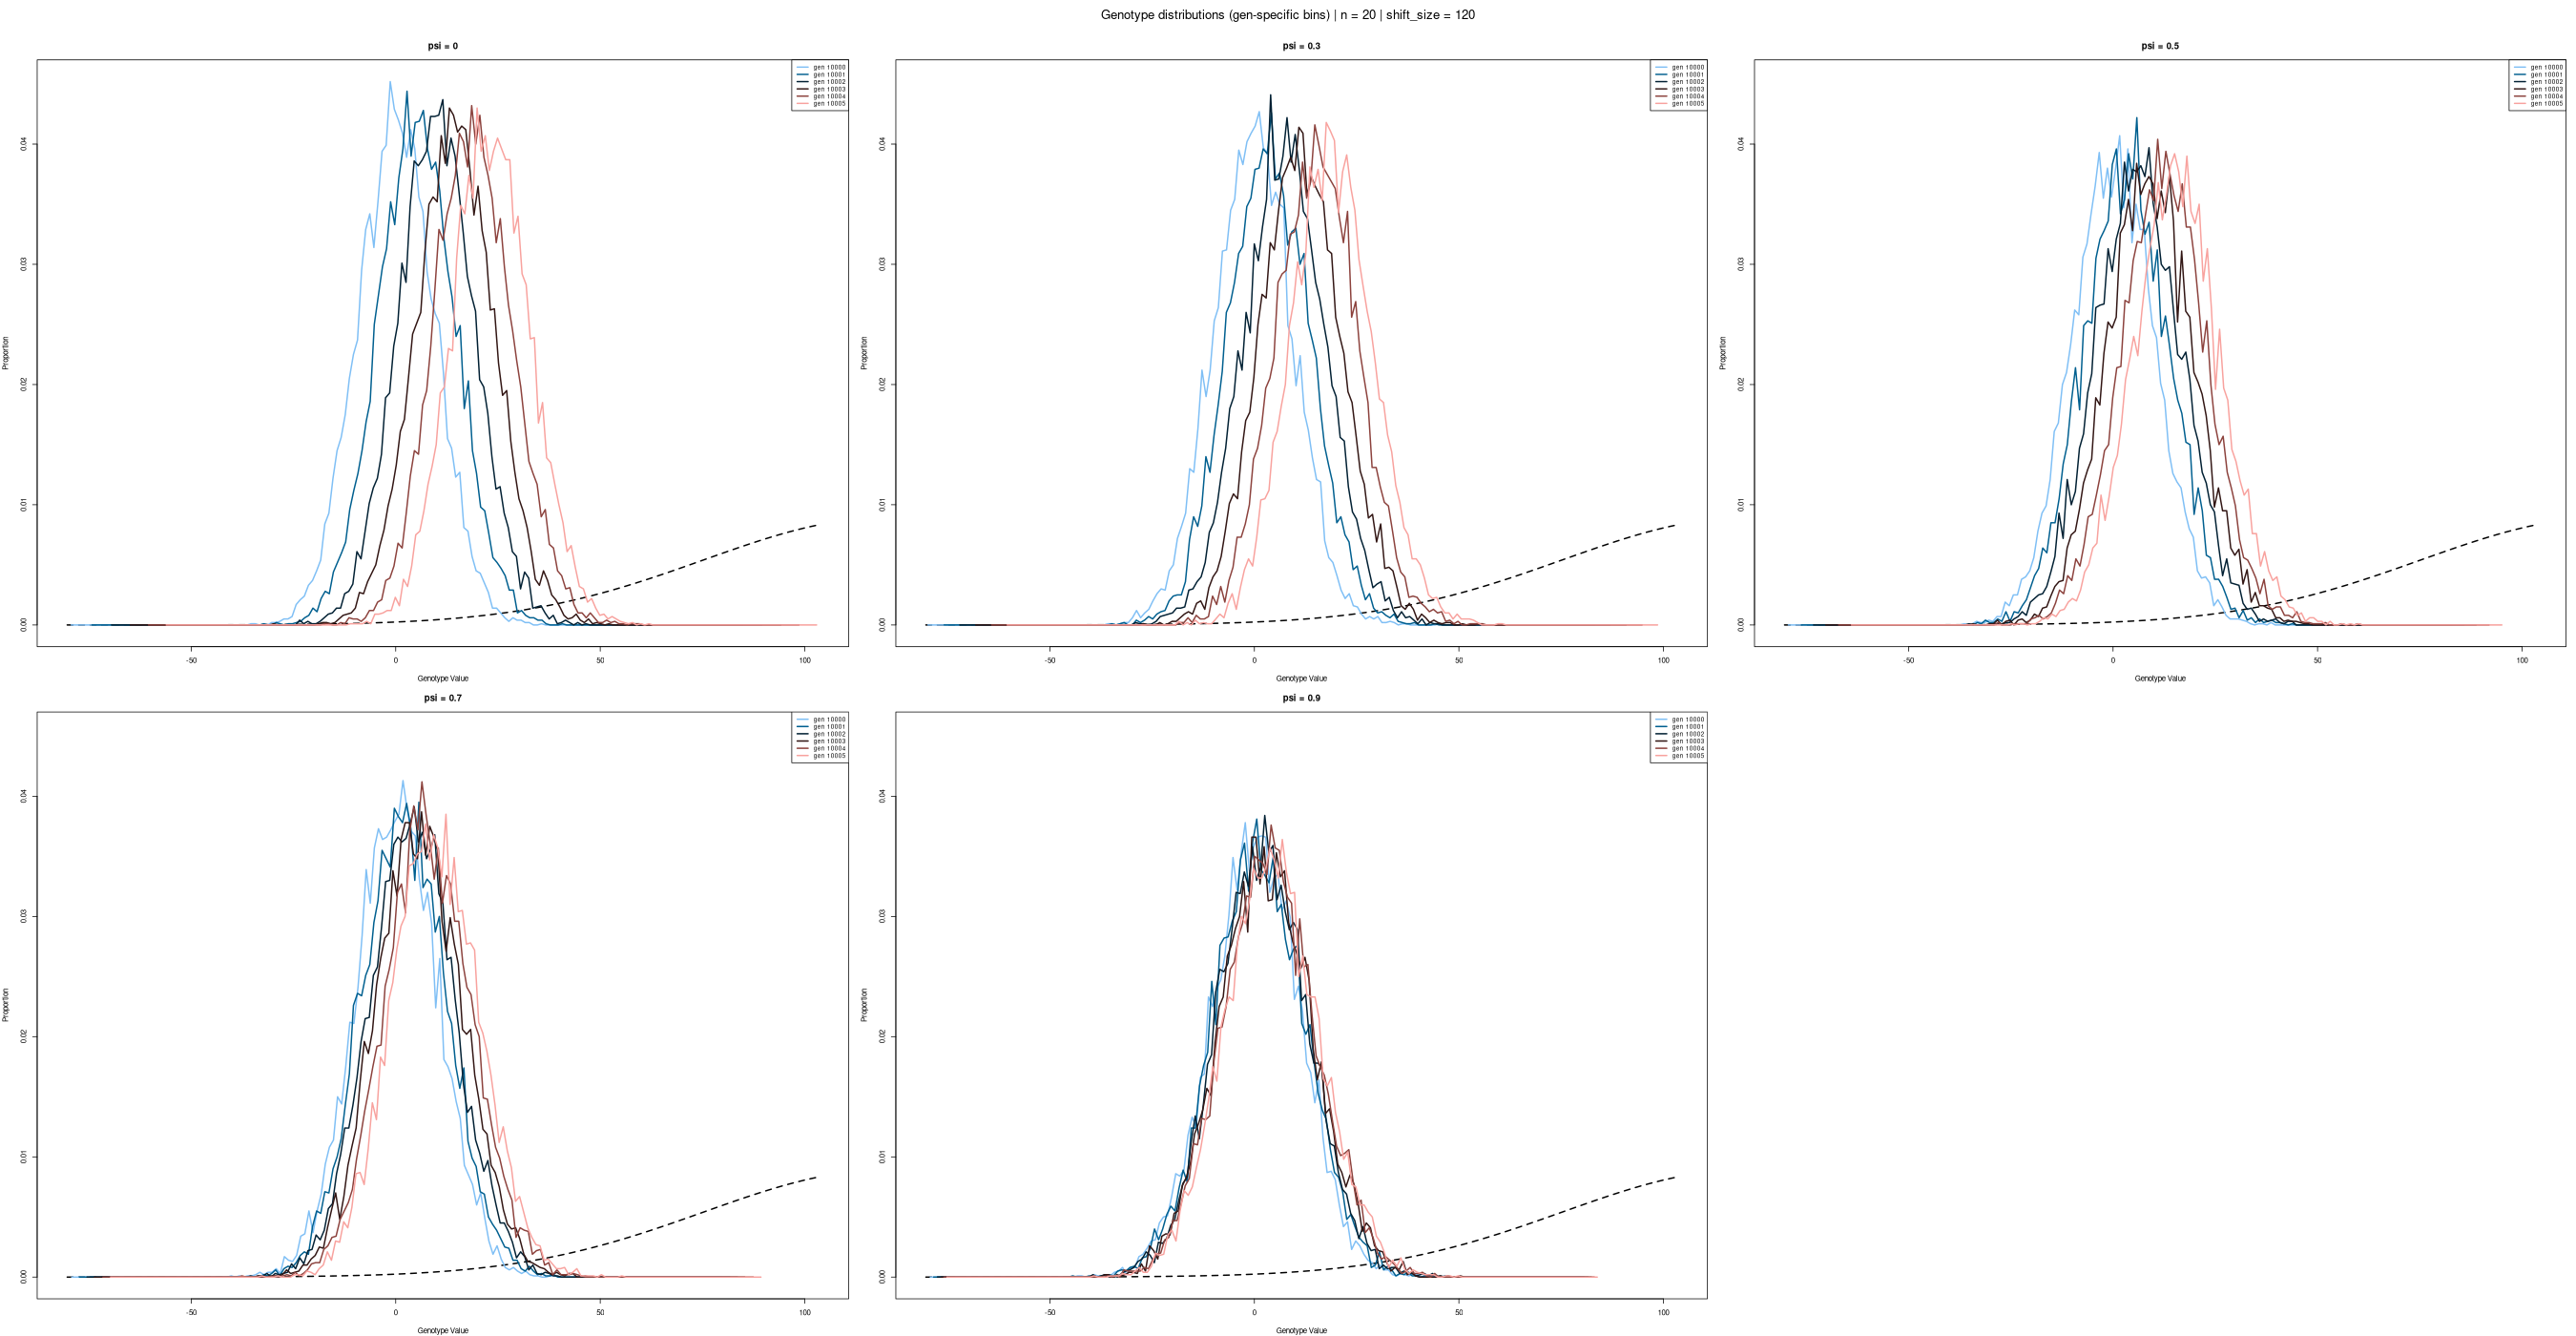 Genotype distributions (gen-specific bins) | n = 20 | shift_size = 120
psi = 0
gen 10000
gen 10001
gen 10002
gen 10003
gen 10004
gen 10005
Proportion
0.04
0.03
0.02
0.01
0.00
-50
0
50
100
Genotype Value
psi = 0.3
gen 10000
gen 10001
gen 10002
gen 10003
gen 10004
gen 10005
Proportion
0.04
0.03
0.02
0.01
0.00
-50
0
50
100
Genotype Value
psi = 0.5
gen 10000
gen 10001
gen 10002
gen 10003
gen 10004
gen 10005
Proportion
0.04
0.03
0.02
0.01
0.00
-50
0
50
100
Genotype Value
psi = 0.7
gen 10000
gen 10001
gen 10002
gen 10003
gen 10004
gen 10005
Proportion
0.04
0.03
0.02
0.01
0.00
-50
0
50
100
Genotype Value
psi = 0.9
gen 10000
gen 10001
gen 10002
gen 10003
gen 10004
gen 10005
Proportion
0.04
0.03
0.02
0.01
0.00
-50
0
50
100
Genotype Value